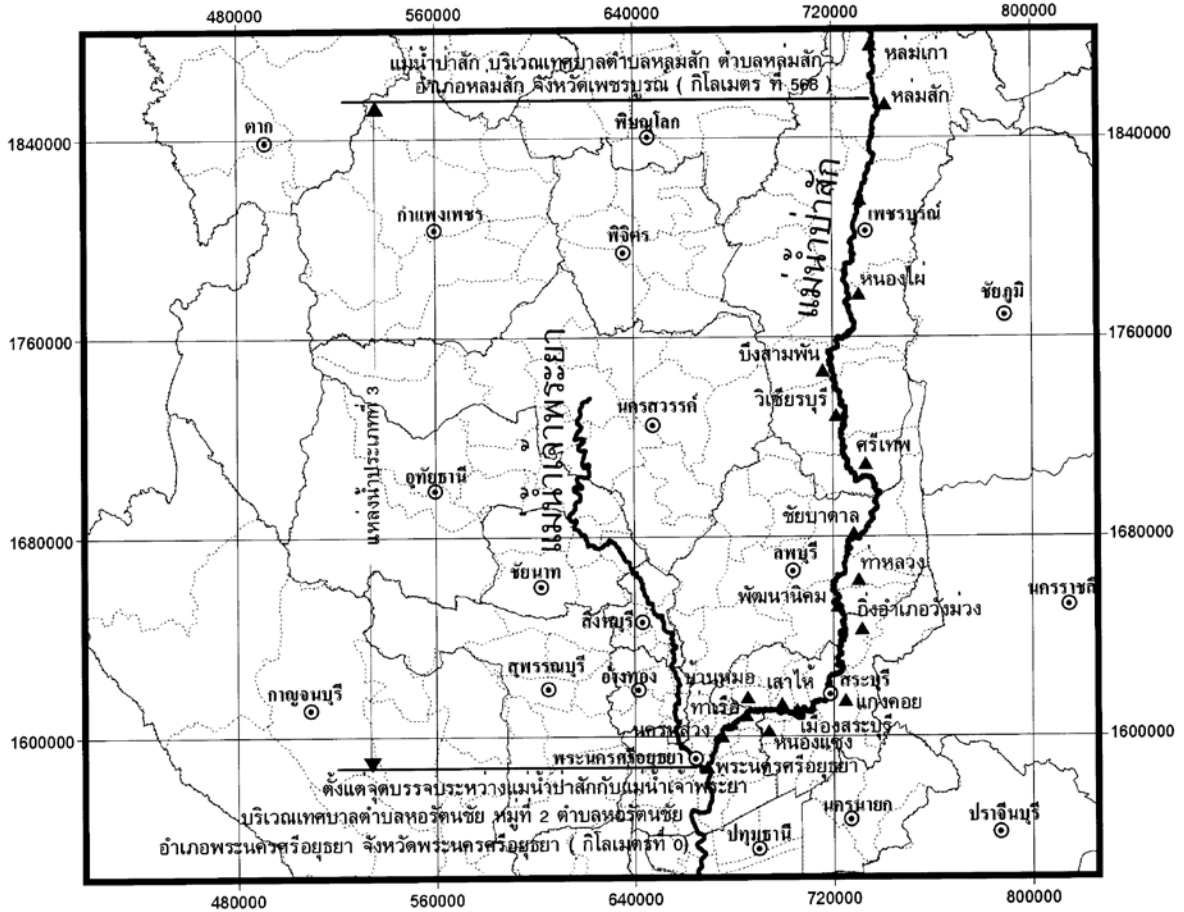 480000 560000 640000 720000 800000
แม่น้ำป่าสัก บริเวณเทศบาลตำบลหล่มสัก ตำบลหล่มสัก
อำเภอหล่มสัก จังหวัดเพชรบูรณ์ ( กิโลเมตร ที่ 568 )
หล่มเก่า
หล่มสัก
ตาก
พิษณุโลก
1840000
1840000
แม่น้ำป่าสัก
กำแพงเพชร
พิจิตร
เพชรบูรณ์
หนองไผ่
ชัยภูมิ
1760000
1760000
แม่น้ำเจ้าพระยา
บึงสามพัน
วิเชียรบุรี
แหล่งน้ำประเภทที่ 3
นครสวรรค์
ศรีเทพ
อุทัยธานี
ชัยบาดาล
1680000
1680000
ชัยนาท
ลพบุรี
ท่าหลวง
พัฒนานิคม
กิ่งอำเภอวังม่วง
นครราชสี
สิงหบุรี
สุพรรณบุรี
อ่างทอง
บ้านหมอ
เสาไห้
สระบุรี
กาญจนบุรี
ท่าเรือ
แก่งคอย
เมืองสระบุรี
นครหลวง
หนองแซง
1600000
1600000
พระนครศรีอยุธยา
พระนครศรีอยุธยา
ตั้งแต่จุดบรรจบระหว่างแม่น้ำป่าสักกับแม่น้ำเจ้าพระยา
บริเวณเทศบาลตำบลหอรัตนชัย หมู่ที่ 2 ตำบลหอรัตนชัย
อำเภอพระนครศรีอยุธยา จังหวัดพระนครศรีอยุธยา ( กิโลเมตรที่ 0)
นครนายก
ปราจีนบุรี
ปทุมธานี
480000 560000 640000 720000 800000